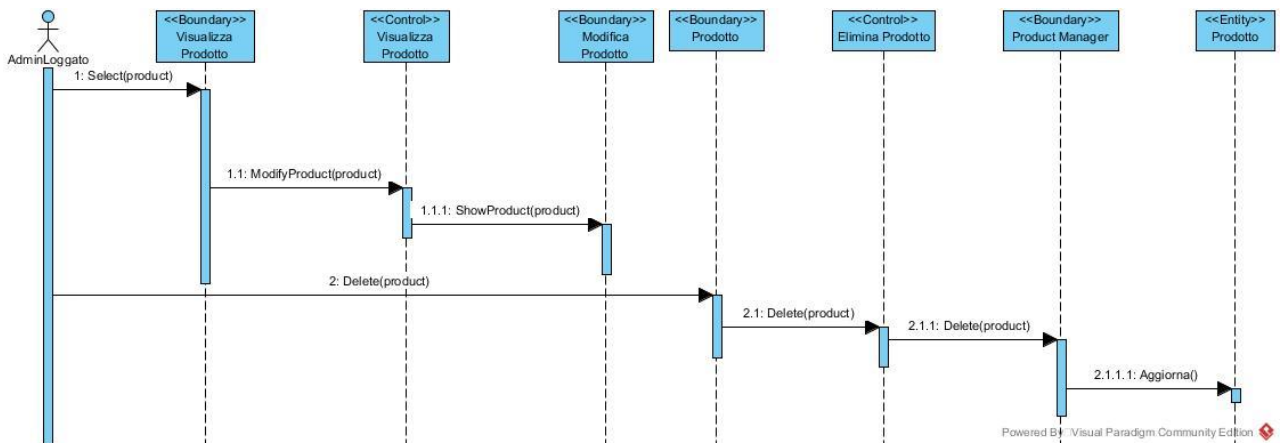 <<Boundary>>
Visualizza
Prodotto
<<Control>>
Visualizza
Prodotto
<<Boundary>>
Modifica
Prodotto
<<Boundary>>
Prodotto
<<Control>>
Elimina Prodotto
<<Boundary>>
Product Manager
<<Entity>>
Prodotto
AdminLoggato
1: Select(product)
1.1: ModifyProduct(product)
1.1.1: ShowProduct(product)
2: Delete(product)
2.1: Delete(product)
2.1.1: Delete(product)
2.1.1.1: Aggiorna()
Powered By Visual Paradigm Community Edition